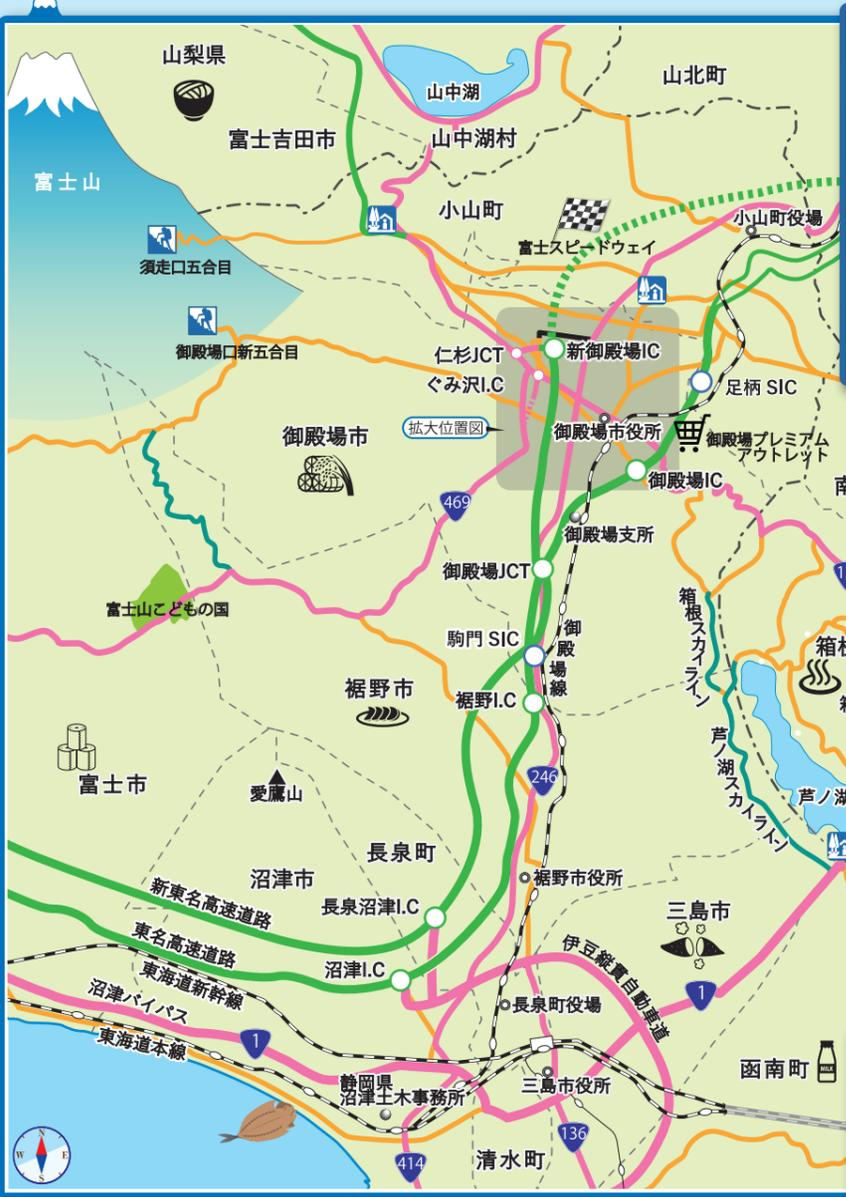 山梨県
山中湖
山北町
富士吉田市
山中湖村
富士山
小山町
小山町役場
富士スピードウェイ
須走口五合目
御殿場口新五合目
仁杉JCT
新御殿場IC
ぐみ沢I.C
足柄 SIC
拡大位置図
御殿場市
御殿場市役所
御殿場プレミアム
アウトレット
御殿場IC
469
御殿場支所
御殿場JCT
富士山こどもの国
駒門 SIC
御殿場線
箱根スカイライン
裾野市
裾野I.C
芦ノ湖スカイライン
246
富士市
愛鷹山
長泉町
沼津市
裾野市役所
新東名高速道路
長泉沼津I.C
三島市
東名高速道路
沼津I.C
伊豆縦貫自動車道
東海道新幹線
沼津バイパス
長泉町役場
1
1
東海道本線
静岡県
沼津土木事務所
三島市役所
函南町
MILK
136
清水町
414
N
W
E
S